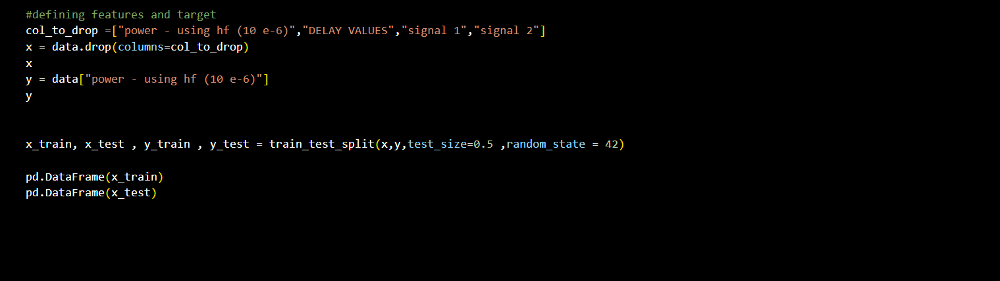 #defining features and target
col_to_drop =["power - using hf (10 e-6)","DELAY VALUES","signal 1","signal 2"]
x = data.drop(columns=col_to_drop)
x
y = data["power - using hf (10 e-6)"]
y
x_train, x_test , y_train , y_test = train_test_split(x,y,test_size=0.5 ,random_state = 42)
pd.DataFrame(x_train)
pd.DataFrame(x_test)